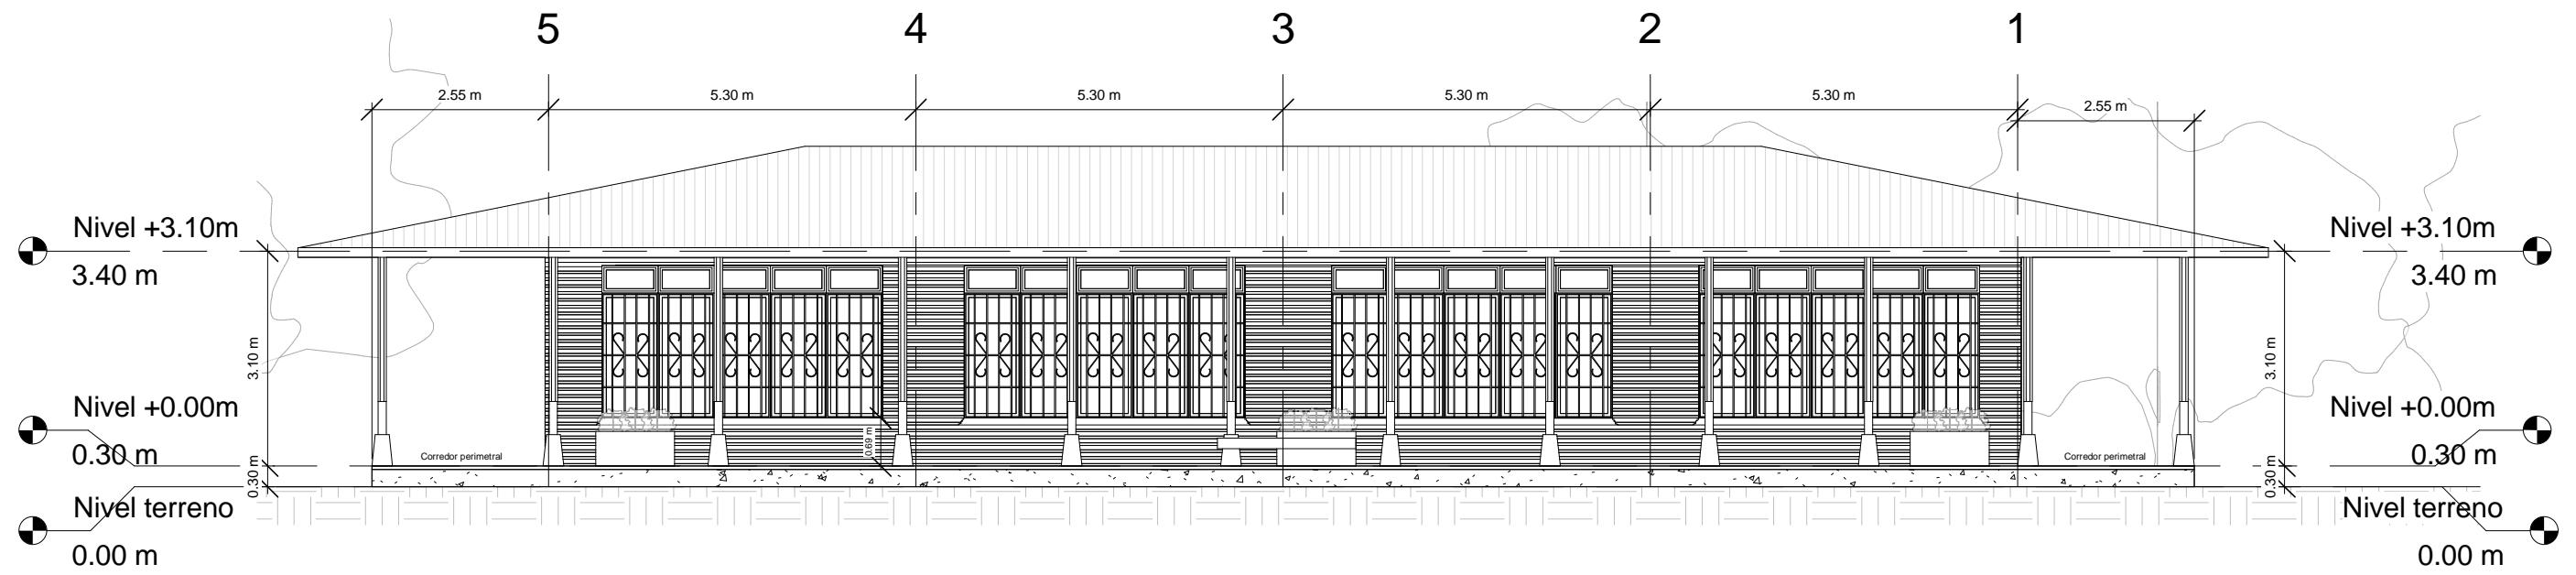 5 4 3 2 1
2.55 m 5.30 m 5.30 m 5.30 m 5.30 m 2.55 m
Nivel +3.10m
3.40 m
Nivel +3.10m
3.40 m
3.10 m
3.10 m
Nivel +0.00m
0.30 m
Nivel +0.00m
0.30 m
0.69 m
Corredor perimetral
Corredor perimetral
0.30 m
0.30 m
Nivel terreno
0.00 m
Nivel terreno
0.00 m